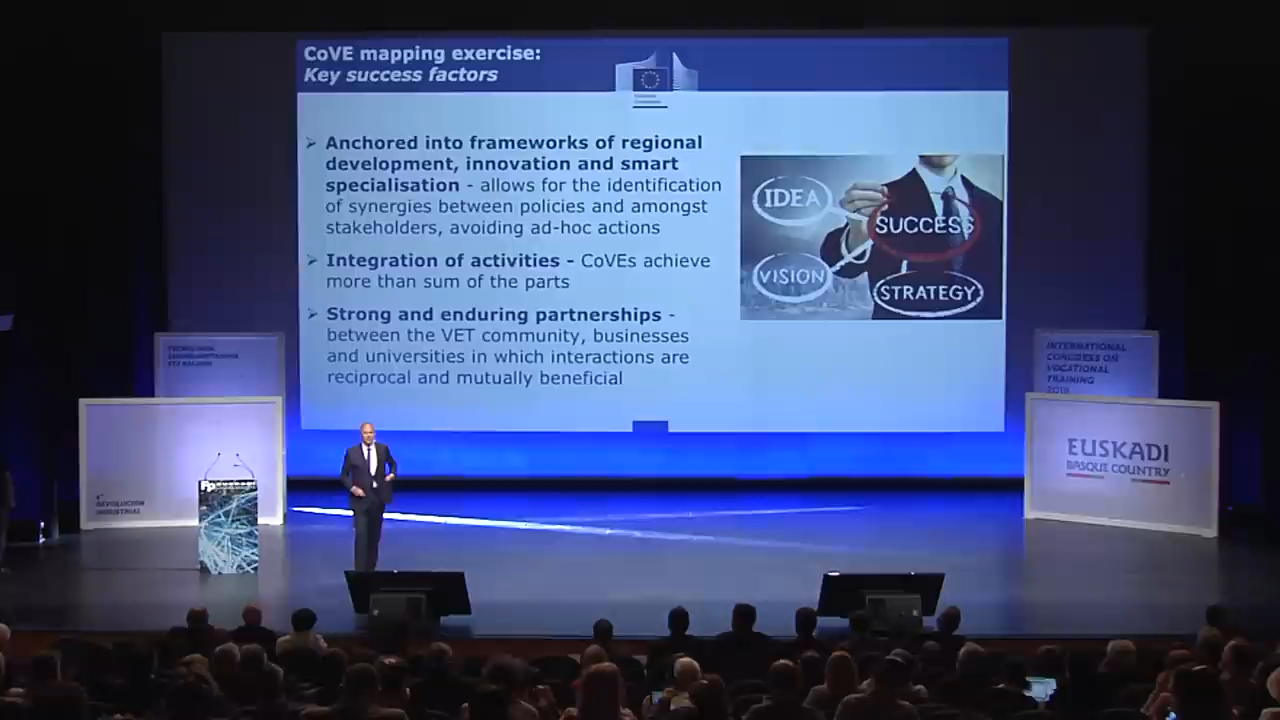 CoVE mapping exercise:
Key success factors
Anchored into frameworks of regional
development, innovation and smart
specialisation - allows for the identification
of synergies between policies and amongst
stakeholders, avoiding ad-hoc actions
Integration of activities - CoVEs achieve
more than sum of the parts
Strong and enduring partnerships -
between the VET community, businesses
and universities in which interactions are
reciprocal and mutually beneficial
IDEA
SUCCESS
VISION
STRATEGY
INTERNATIONAL
CONGRESS ON
VOCATIONAL
TRAINING
2018
EUSKADI
BASQUE COUNTRY
REVOLUCIÓN
INDUSTRIAL